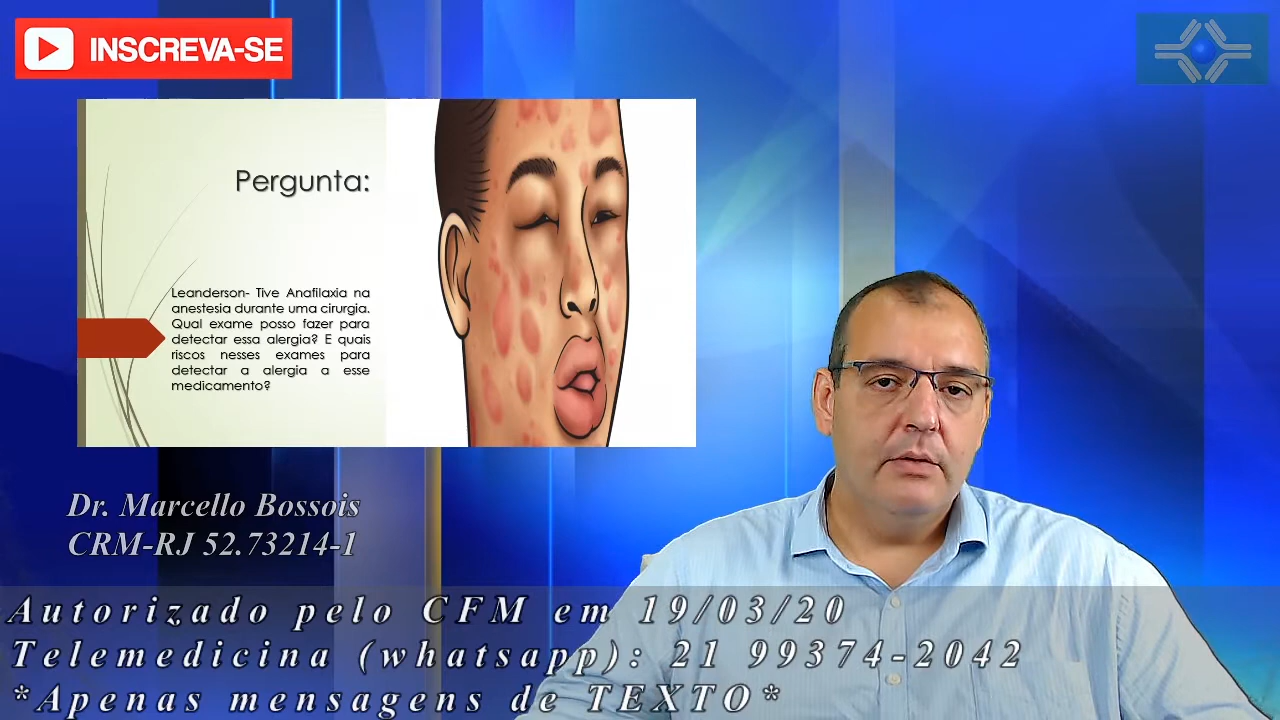 INSCREVA-SE
Pergunta:
Leanderson- Tive Anafilaxia na
anestesia durante uma cirurgia.
Qual exame posso fazer para
detectar essa alergia? E quais
riscos nesses exames para
detectar a alergia a esse
medicamento?
Dr. Marcello Bossois
CRM-RJ 52.73214-1
Autorizado pelo CFM em 19/03/20
Telemedicina (whatsapp): 21 99374-2042
*Apenas mensagens de TEXTO*